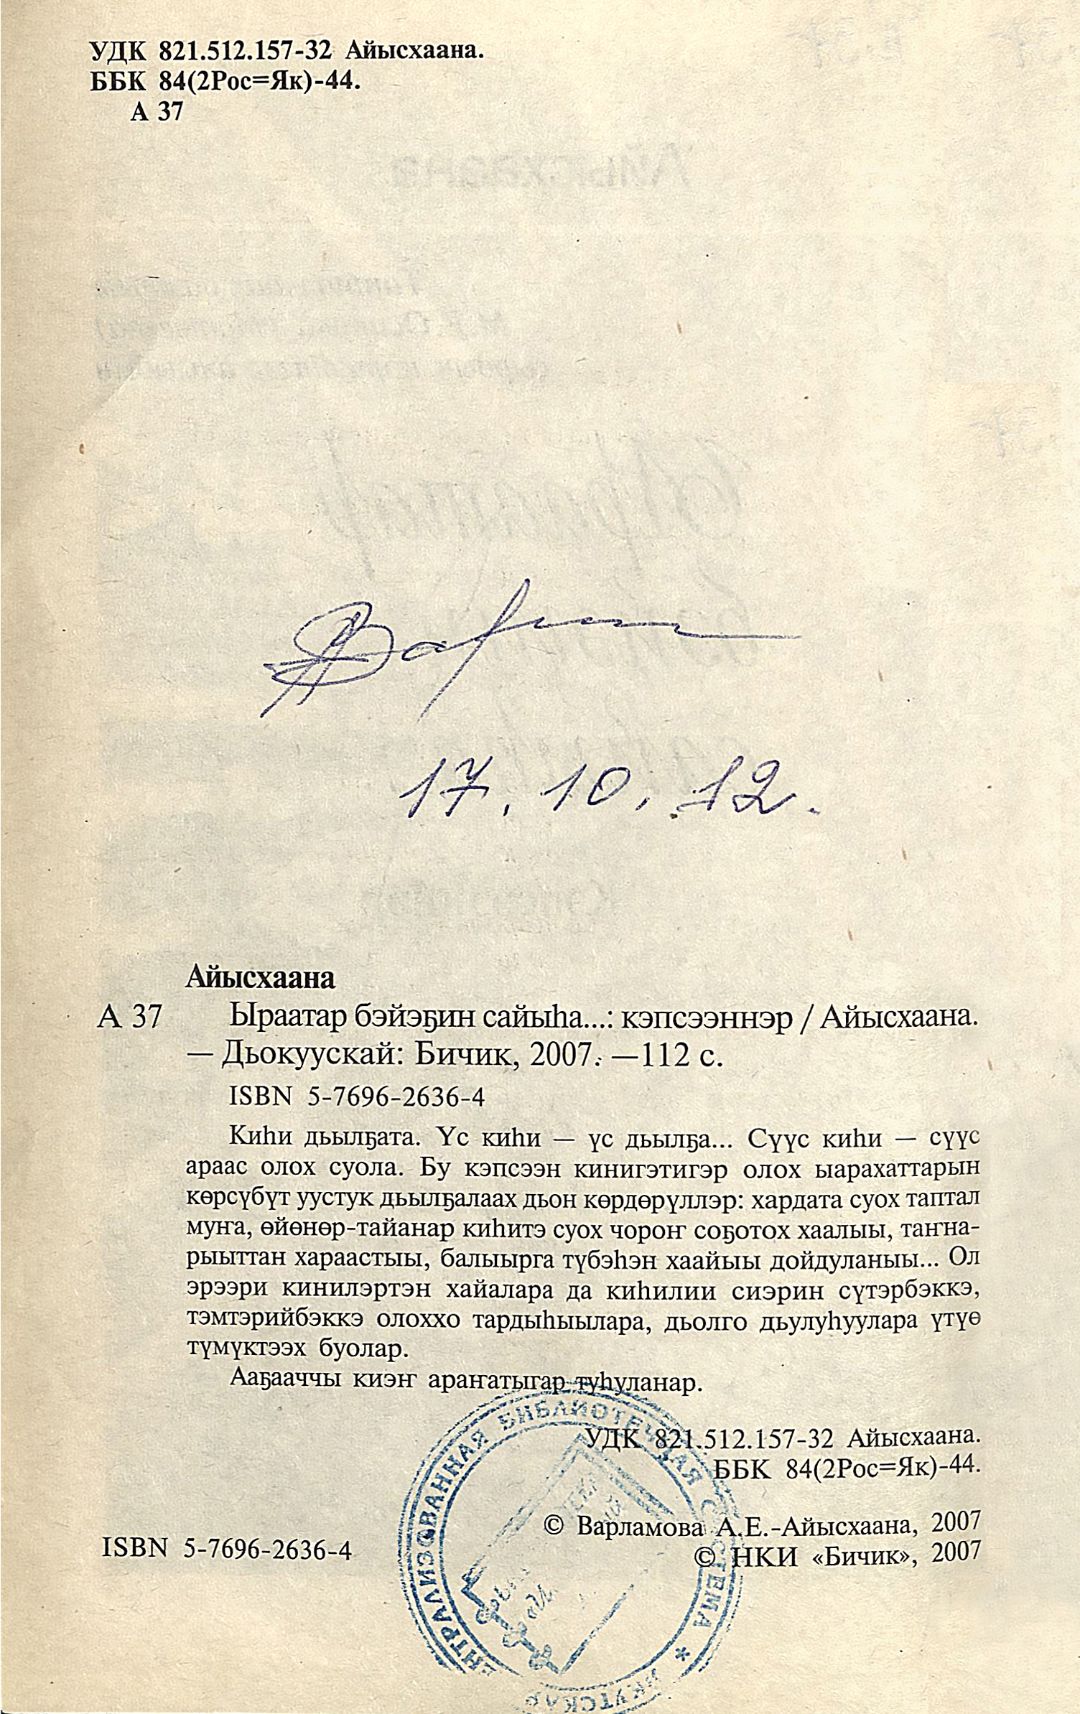 УДК 821.512.157-32 Айысхаана.
ББК 84(2Рос=Як)-44.
А 37
17. 10. 12.
Айысхаана
А 37 Ыраатар бэйэҕин сайыһа...: кэпсээннэр / Айысхаана.
— Дьокуускай: Бичик, 2007. —112 с.
ISBN 5-7696-2636-4
Киһи дьылҕата. Үс киһи — үс дьылҕа... Сүүс киһи — сүүс
араас олох суола. Бу кэпсээн кинигэтигэр олох ыарахаттарын
көрсүбүт уустук дьылҕалаах дьон көрдөрүллэр: хардата суох таптал
муҥа, өйөнөр-тайанар киһитэ суох чороҥ соҕотох хаалыы, таҥна-
рыыттан хараастыы, балыырга түбэһэн хаайыы дойдуланыы... Ол
эрээри кинилэртэн хайалара да киһилии сиэрин сүтэрбэккэ,
тэмтэрийбэккэ олоххо тардыһыылара, дьолго дьулуһуулара үтүө
түмүктээх буолар.
Ааҕааччы киэҥ араҥатыгар туһуланар.
УДК 821.512.157-32 Айысхаана.
ББК 84(2Рос=Як)-44.
© Варламова А.Е.-Айысхаана, 2007
ISBN 5-7696-2636-4
© НКИ «Бичик», 2007
ЦЕНТРАЛИЗОВАННАЯ БИБЛИОТЕЧНАЯ СИСТЕМА *